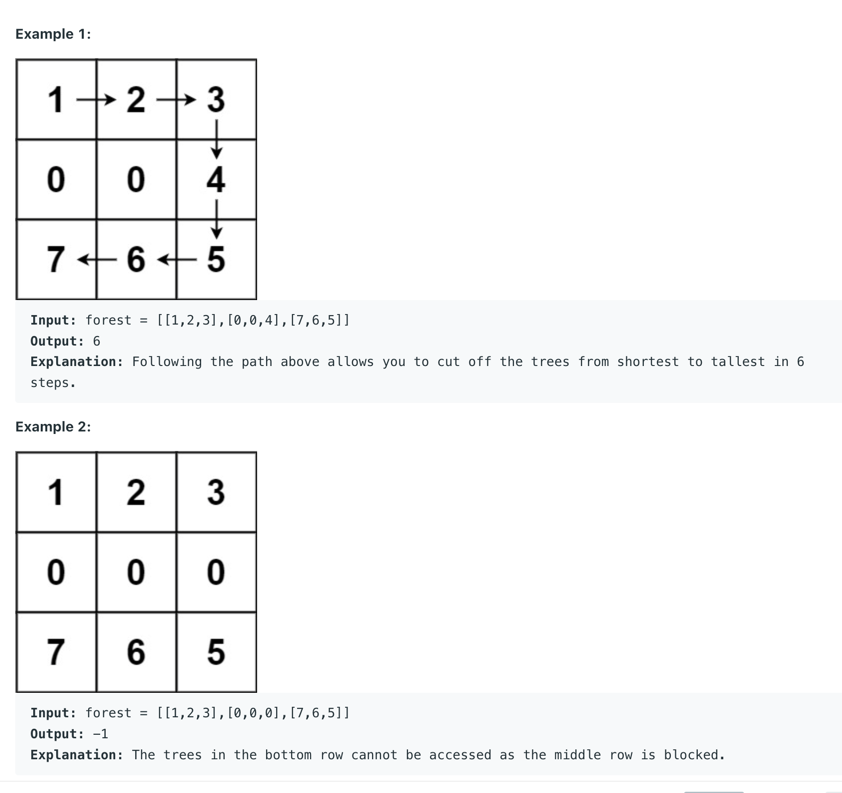 Example 1:
1 2 3
0 0 4
7 6 5
Input: forest = [[1,2,3],[0,0,4],[7,6,5]]
Output: 6
Explanation: Following the path above allows you to cut off the trees from shortest to tallest in 6
steps.
Example 2:
1 2 3
0 0 0
7 6 5
Input: forest = [[1,2,3],[0,0,0],[7,6,5]]
Output: -1
Explanation: The trees in the bottom row cannot be accessed as the middle row is blocked.